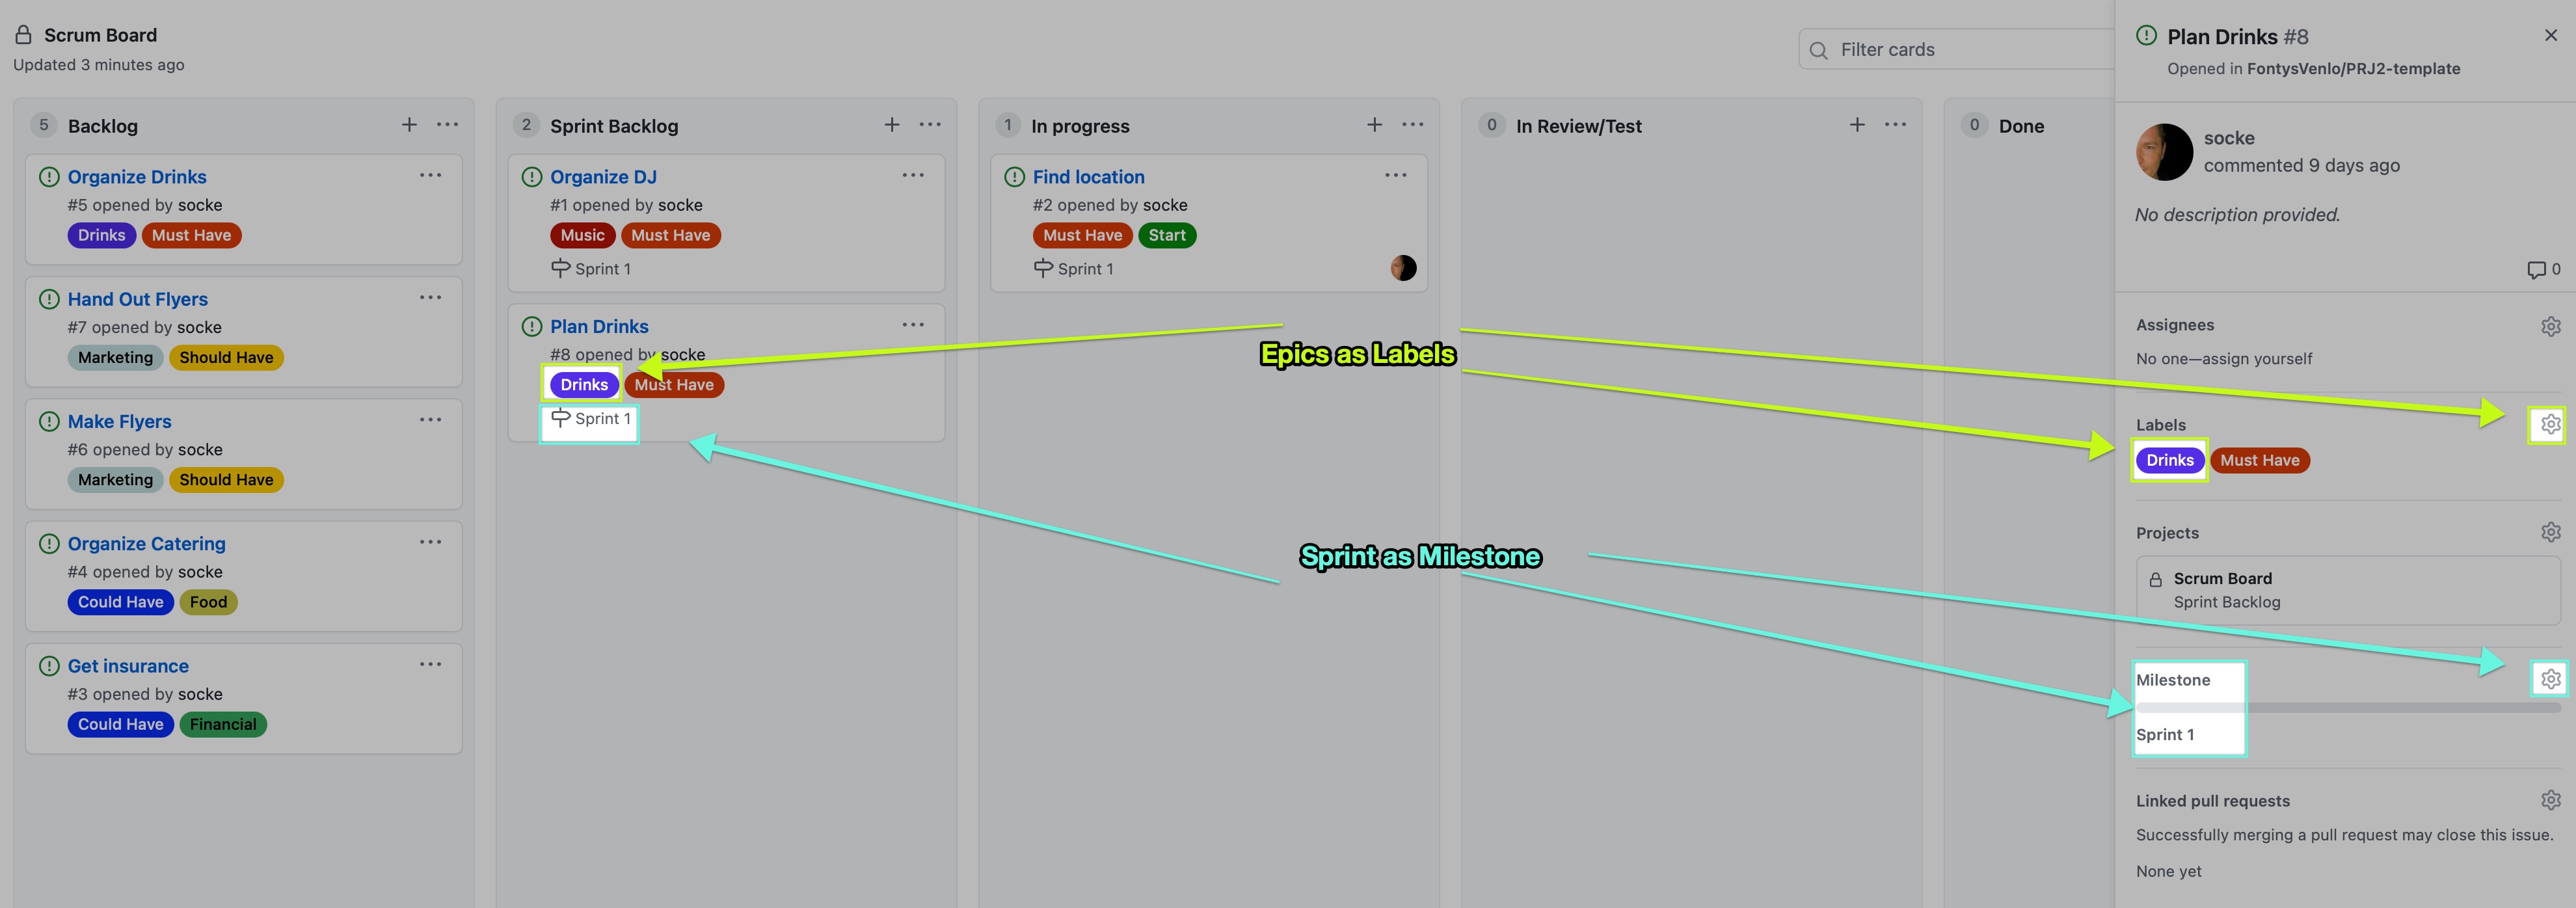 Scrum Board
Updated 3 minutes ago
Filter cards
5 Backlog
Organize Drinks
#5 opened by socke
Drinks Must Have
Hand Out Flyers
#7 opened by socke
Marketing Should Have
Make Flyers
#6 opened by socke
Marketing Should Have
Organize Catering
#4 opened by socke
Could Have Food
Get insurance
#3 opened by socke
Could Have Financial
2 Sprint Backlog
Organize DJ
#1 opened by socke
Music Must Have
Sprint 1
Plan Drinks
#8 opened by socke
Drinks Must Have
Sprint 1
1 In progress
Find location
#2 opened by socke
Must Have Start
Sprint 1
Epics as Labels
Sprint as Milestone
0 In Review/Test
0 Done
Plan Drinks #8
Opened in FontysVenlo/PRJ2-template
socke
commented 9 days ago
No description provided.
0
Assignees
No one—assign yourself
Labels
Drinks Must Have
Projects
Scrum Board
Sprint Backlog
Milestone
Sprint 1
Linked pull requests
Successfully merging a pull request may close this issue.
None yet